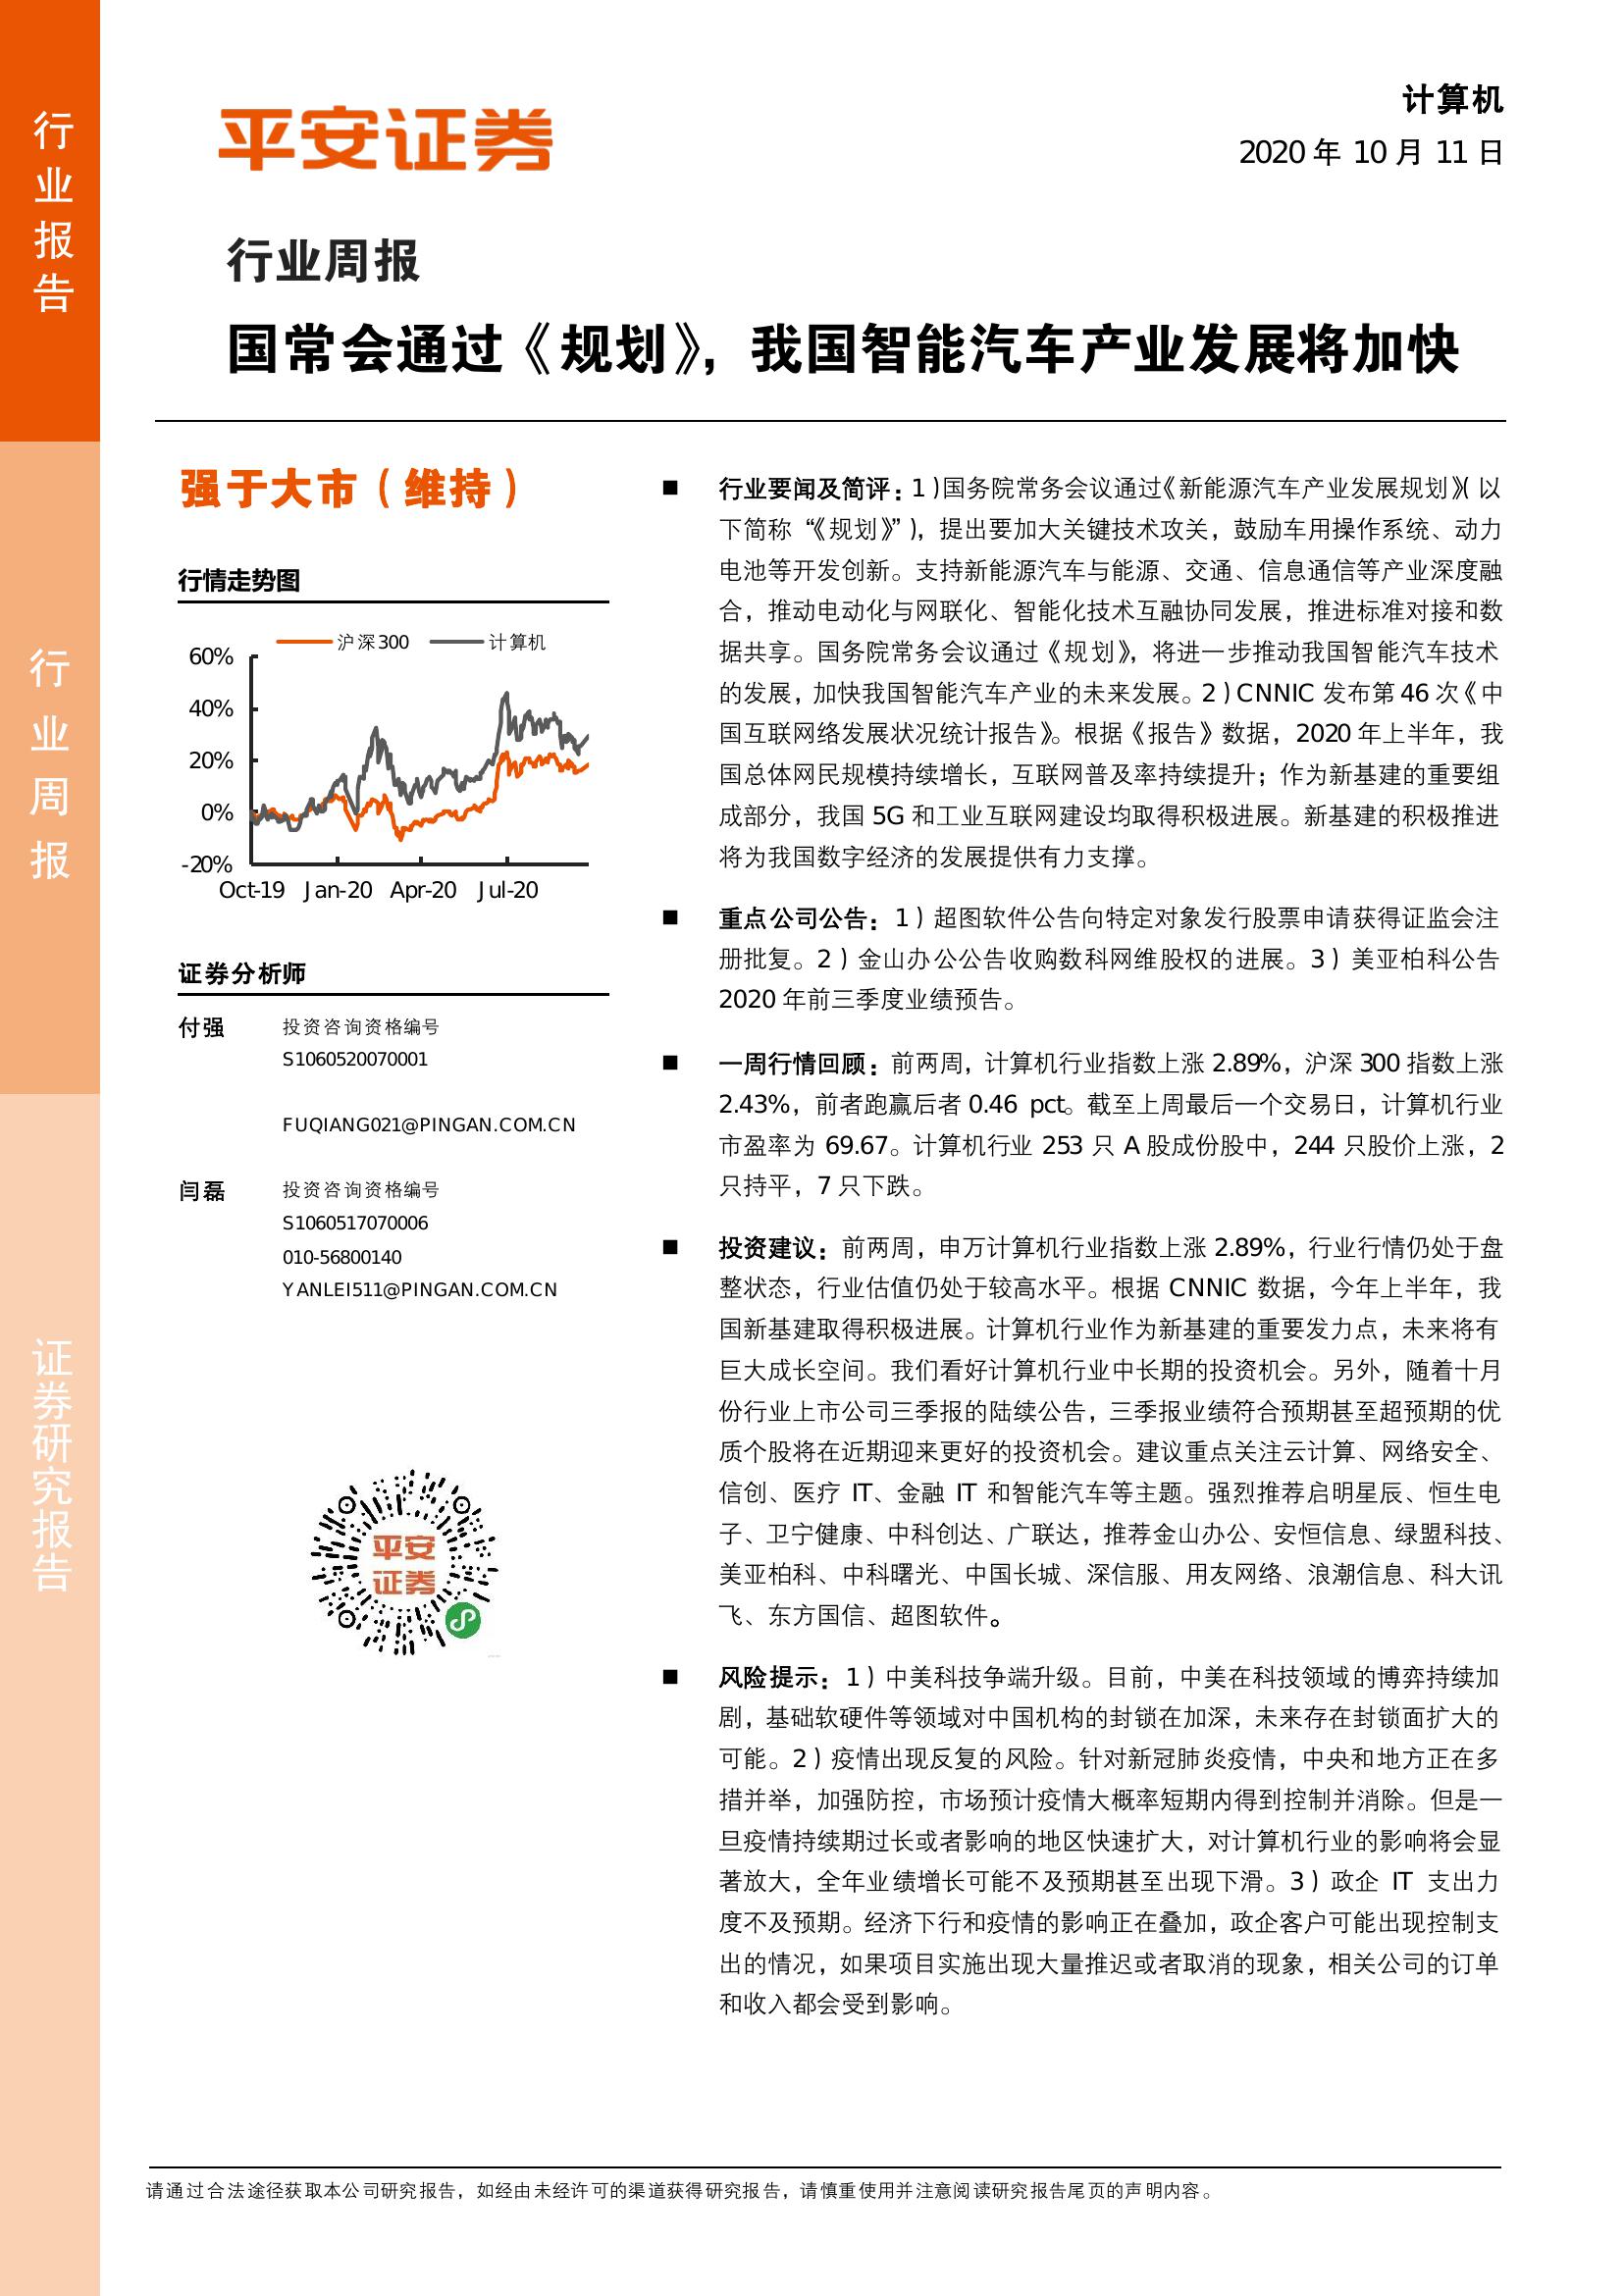 行业报告
行业周报
证券研究报告
平安证券
计算机
2020 年 10 月 11 日
行业周报
国常会通过《规划》，我国智能汽车产业发展将加快
强于大市（维持）
行情走势图
沪深300 计算机
60%
40%
20%
0%
-20%
Oct-19 Jan-20 Apr-20 Jul-20
证券分析师
付强 投资咨询资格编号
S1060520070001
FUQIANG021@PINGAN.COM.CN
闫磊 投资咨询资格编号
S1060517070006
010-56800140
YANLEI511@PINGAN.COM.CN
平安
证券
■ 行业要闻及简评：1）国务院常务会议通过《新能源汽车产业发展规划》（以
下简称“《规划》”），提出要加大关键技术攻关，鼓励车用操作系统、动力
电池等开发创新。支持新能源汽车与能源、交通、信息通信等产业深度融
合，推动电动化与网联化、智能化技术互融协同发展，推进标准对接和数
据共享。国务院常务会议通过《规划》，将进一步推动我国智能汽车技术
的发展，加快我国智能汽车产业的未来发展。2）CNNIC 发布第 46 次《中
国互联网络发展状况统计报告》。根据《报告》数据，2020 年上半年，我
国总体网民规模持续增长，互联网普及率持续提升；作为新基建的重要组
成部分，我国 5G 和工业互联网建设均取得积极进展。新基建的积极推进
将为我国数字经济的发展提供有力支撑。
■ 重点公司公告：1）超图软件公告向特定对象发行股票申请获得证监会注
册批复。2）金山办公公告收购数科网维股权的进展。3）美亚柏科公告
2020 年前三季度业绩预告。
■ 一周行情回顾：前两周，计算机行业指数上涨 2.89%，沪深 300 指数上涨
2.43%，前者跑赢后者 0.46 pct。截至上周最后一个交易日，计算机行业
市盈率为 69.67。计算机行业 253 只 A 股成份股中，244 只股价上涨，2
只持平，7 只下跌。
■ 投资建议：前两周，申万计算机行业指数上涨 2.89%，行业行情仍处于盘
整状态，行业估值仍处于较高水平。根据 CNNIC 数据，今年上半年，我
国新基建取得积极进展。计算机行业作为新基建的重要发力点，未来将有
巨大成长空间。我们看好计算机行业中长期的投资机会。另外，随着十月
份行业上市公司三季报的陆续公告，三季报业绩符合预期甚至超预期的优
质个股将在近期迎来更好的投资机会。建议重点关注云计算、网络安全、
信创、医疗 IT、金融 IT 和智能汽车等主题。强烈推荐启明星辰、恒生电
子、卫宁健康、中科创达、广联达，推荐金山办公、安恒信息、绿盟科技、
美亚柏科、中科曙光、中国长城、深信服、用友网络、浪潮信息、科大讯
飞、东方国信、超图软件。
■ 风险提示：1）中美科技争端升级。目前，中美在科技领域的博弈持续加
剧，基础软硬件等领域对中国机构的封锁在加深，未来存在封锁面扩大的
可能。2）疫情出现反复的风险。针对新冠肺炎疫情，中央和地方正在多
措并举，加强防控，市场预计疫情大概率短期内得到控制并消除。但是一
旦疫情持续期过长或者影响的地区快速扩大，对计算机行业的影响将会显
著放大，全年业绩增长可能不及预期甚至出现下滑。3）政企 IT 支出力
度不及预期。经济下行和疫情的影响正在叠加，政企客户可能出现控制支
出的情况，如果项目实施出现大量推迟或者取消的现象，相关公司的订单
和收入都会受到影响。
请通过合法途径获取本公司研究报告，如经由未经许可的渠道获得研究报告，请慎重使用并注意阅读研究报告尾页的声明内容。